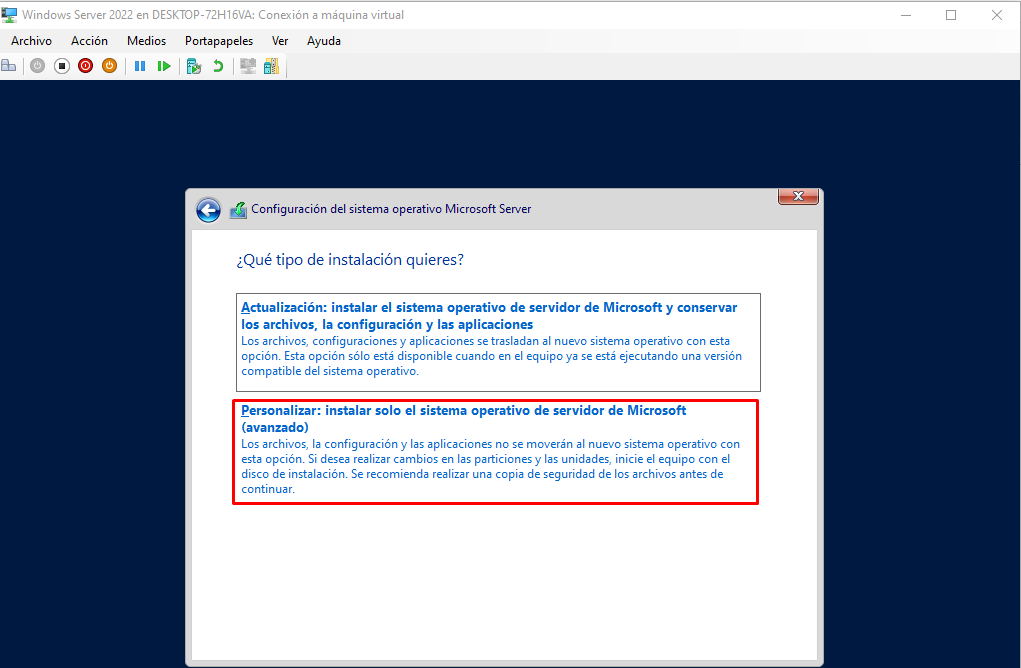 Windows Server 2022 en DESKTOP-72H16VA: Conexión a máquina virtual
Archivo Acción Medios Portapapeles Ver Ayuda
Configuración del sistema operativo Microsoft Server
¿Qué tipo de instalación quieres?
Actualización: instalar el sistema operativo de servidor de Microsoft y conservar
los archivos, la configuración y las aplicaciones
Los archivos, configuraciones y aplicaciones se trasladan al nuevo sistema operativo con esta
opción. Esta opción sólo está disponible cuando en el equipo ya se está ejecutando una versión
compatible del sistema operativo.
Personalizar: instalar solo el sistema operativo de servidor de Microsoft
(avanzado)
Los archivos, la configuración y las aplicaciones no se moverán al nuevo sistema operativo con
esta opción. Si desea realizar cambios en las particiones y las unidades, inicie el equipo con el
disco de instalación. Se recomienda realizar una copia de seguridad de los archivos antes de
continuar.